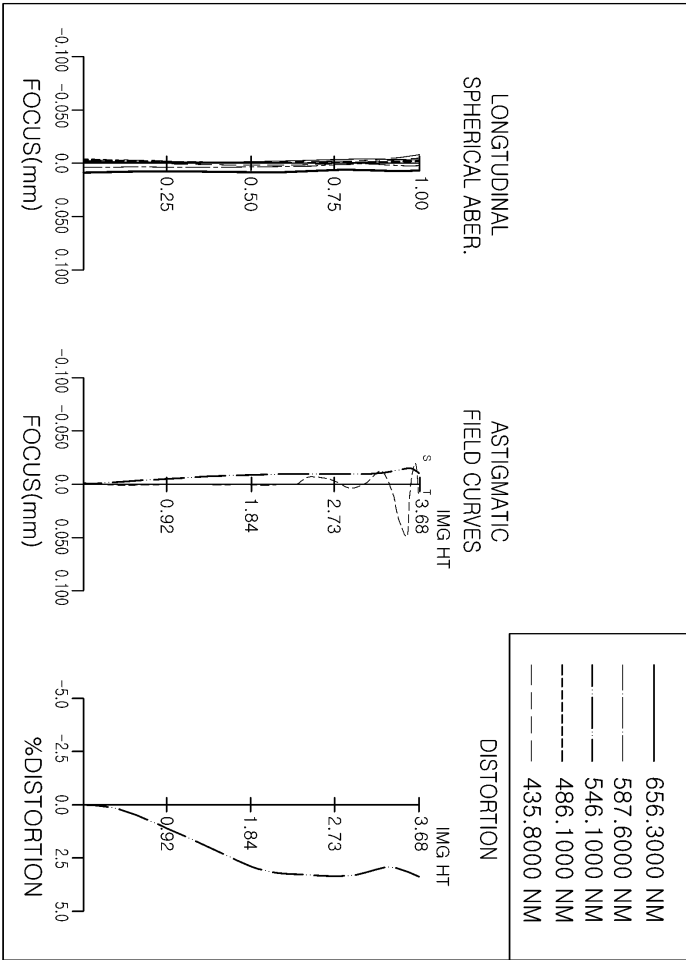 656.3000 NM
587.6000 NM
546.1000 NM
486.1000 NM
435.8000 NM
LONGTUDINAL
SPHERICAL ABER.
1.00
0.75
0.50
0.25
-0.100
-0.050
0.0
0.050
0.100
FOCUS(mm)
ASTIGMATIC
FIELD CURVES
IMG HT
S
T
3.68
2.73
1.84
0.92
-0.100
-0.050
0.0
0.050
0.100
FOCUS(mm)
DISTORTION
IMG HT
3.68
2.73
1.84
0.92
-5.0
-2.5
0.0
2.5
5.0
%DISTORTION